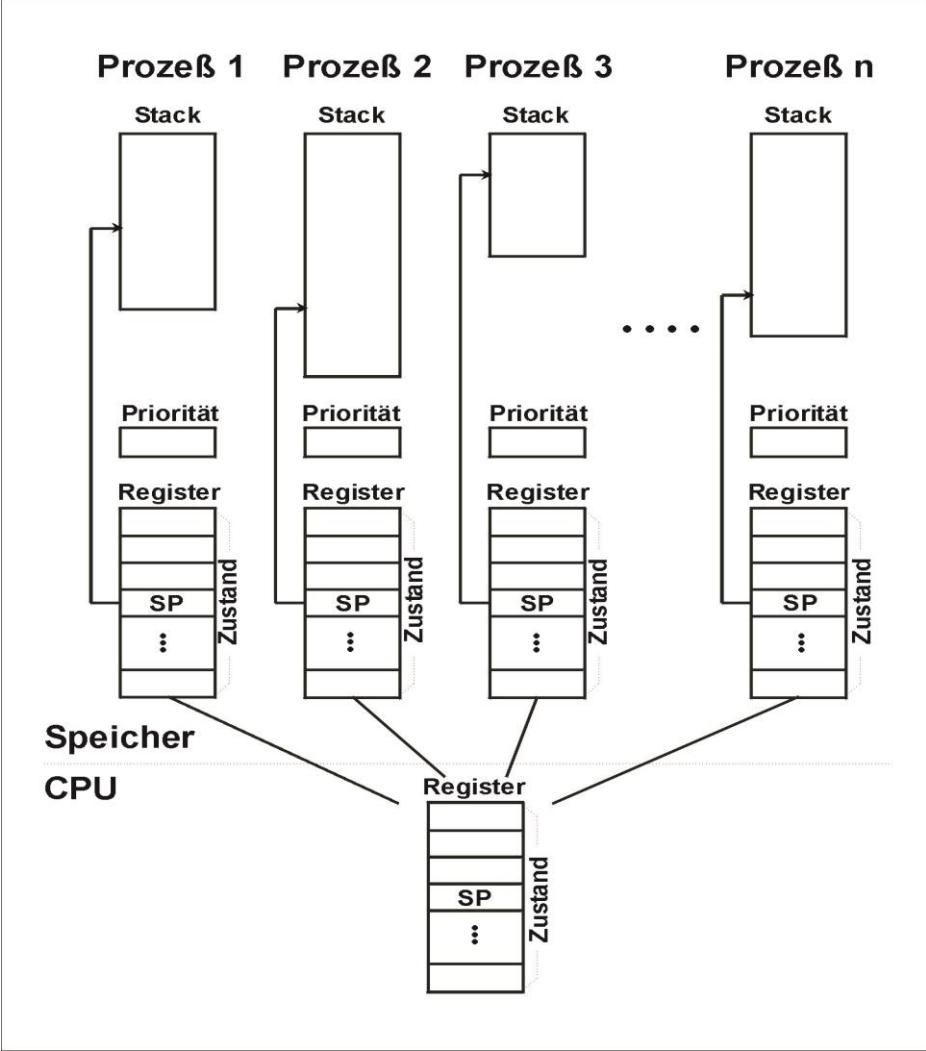 Prozeß 1 Prozeß 2 Prozeß 3 Prozeß n
Stack Stack Stack Stack
. . . .
Priorität Priorität Priorität Priorität
Register Register Register Register
Zustand Zustand Zustand Zustand
SP SP SP SP
Speicher
CPU
Register
Zustand
SP